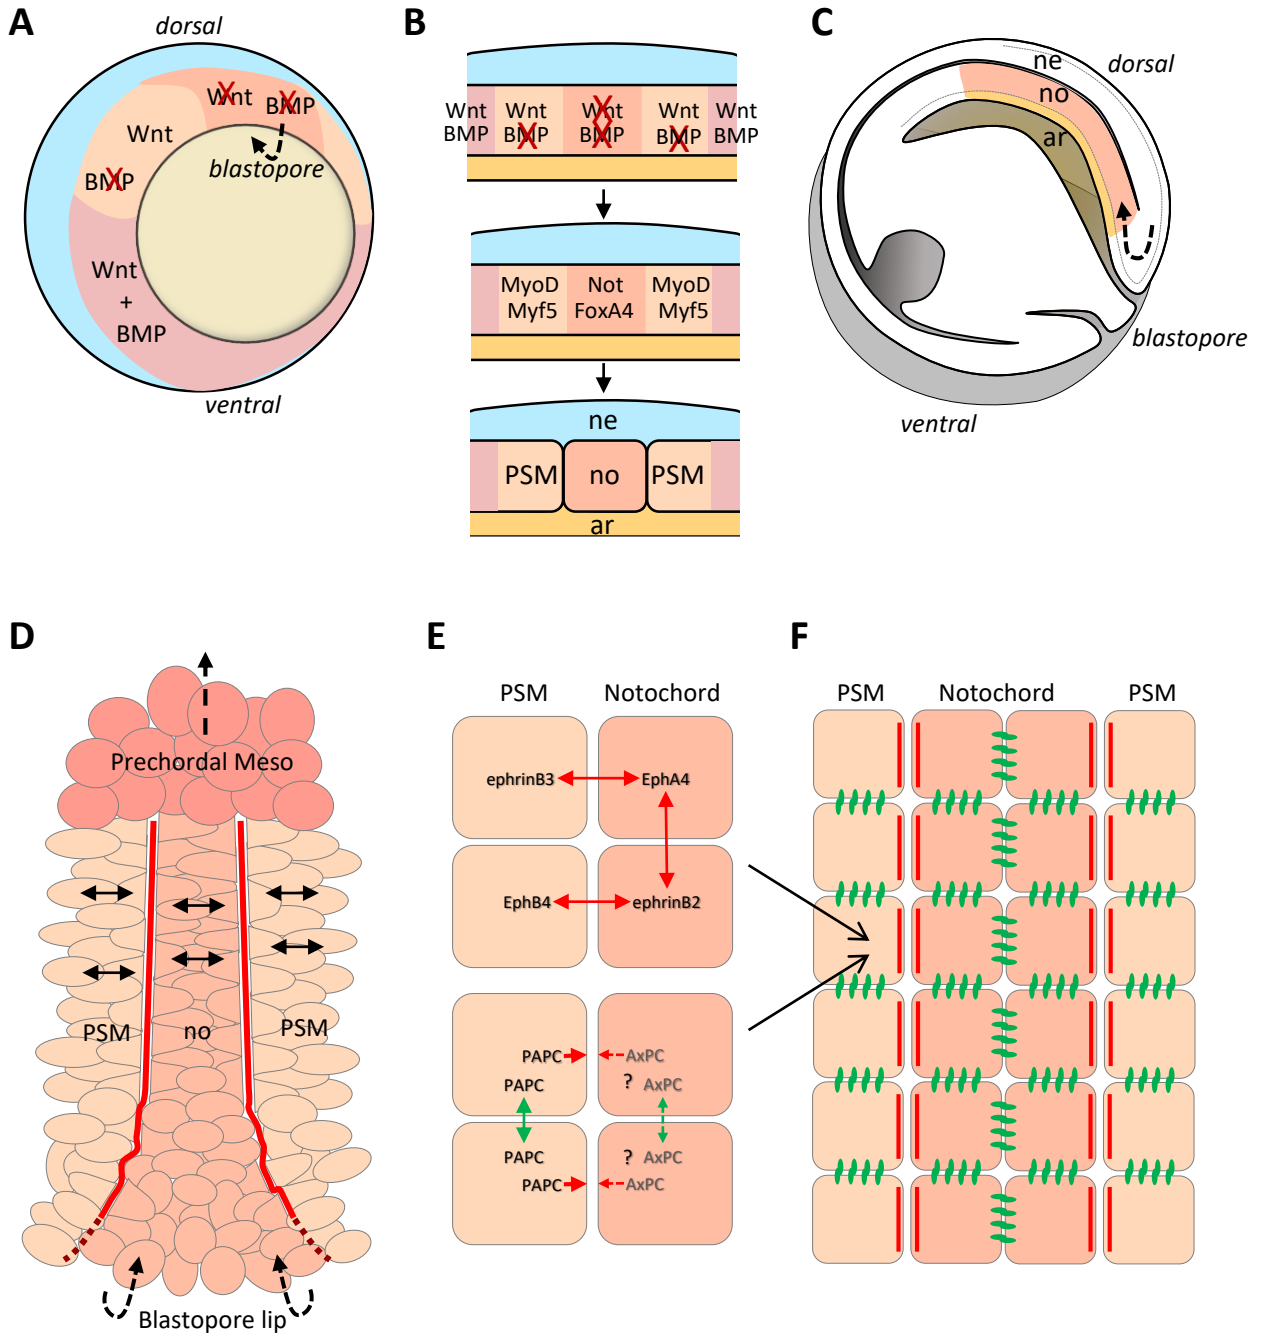 A
dorsal
Wnt
BMP
Wnt
blastopore
BMP
Wnt
+
BMP
ventral
B
Wnt Wnt Wnt Wnt Wnt
BMP BMP BMP BMP BMP
MyoD Not MyoD
Myf5 FoxA4 Myf5
ne
PSM no PSM
ar
C
ne
dorsal
no
ar
blastopore
ventral
D
Prechordal Meso
PSM no PSM
Blastopore lip
E
PSM Notochord
ephrinB3 EphA4
EphB4 ephrinB2
PAPC AxPC
PAPC ? AxPC
PAPC ? AxPC
PAPC AxPC
F
PSM Notochord PSM